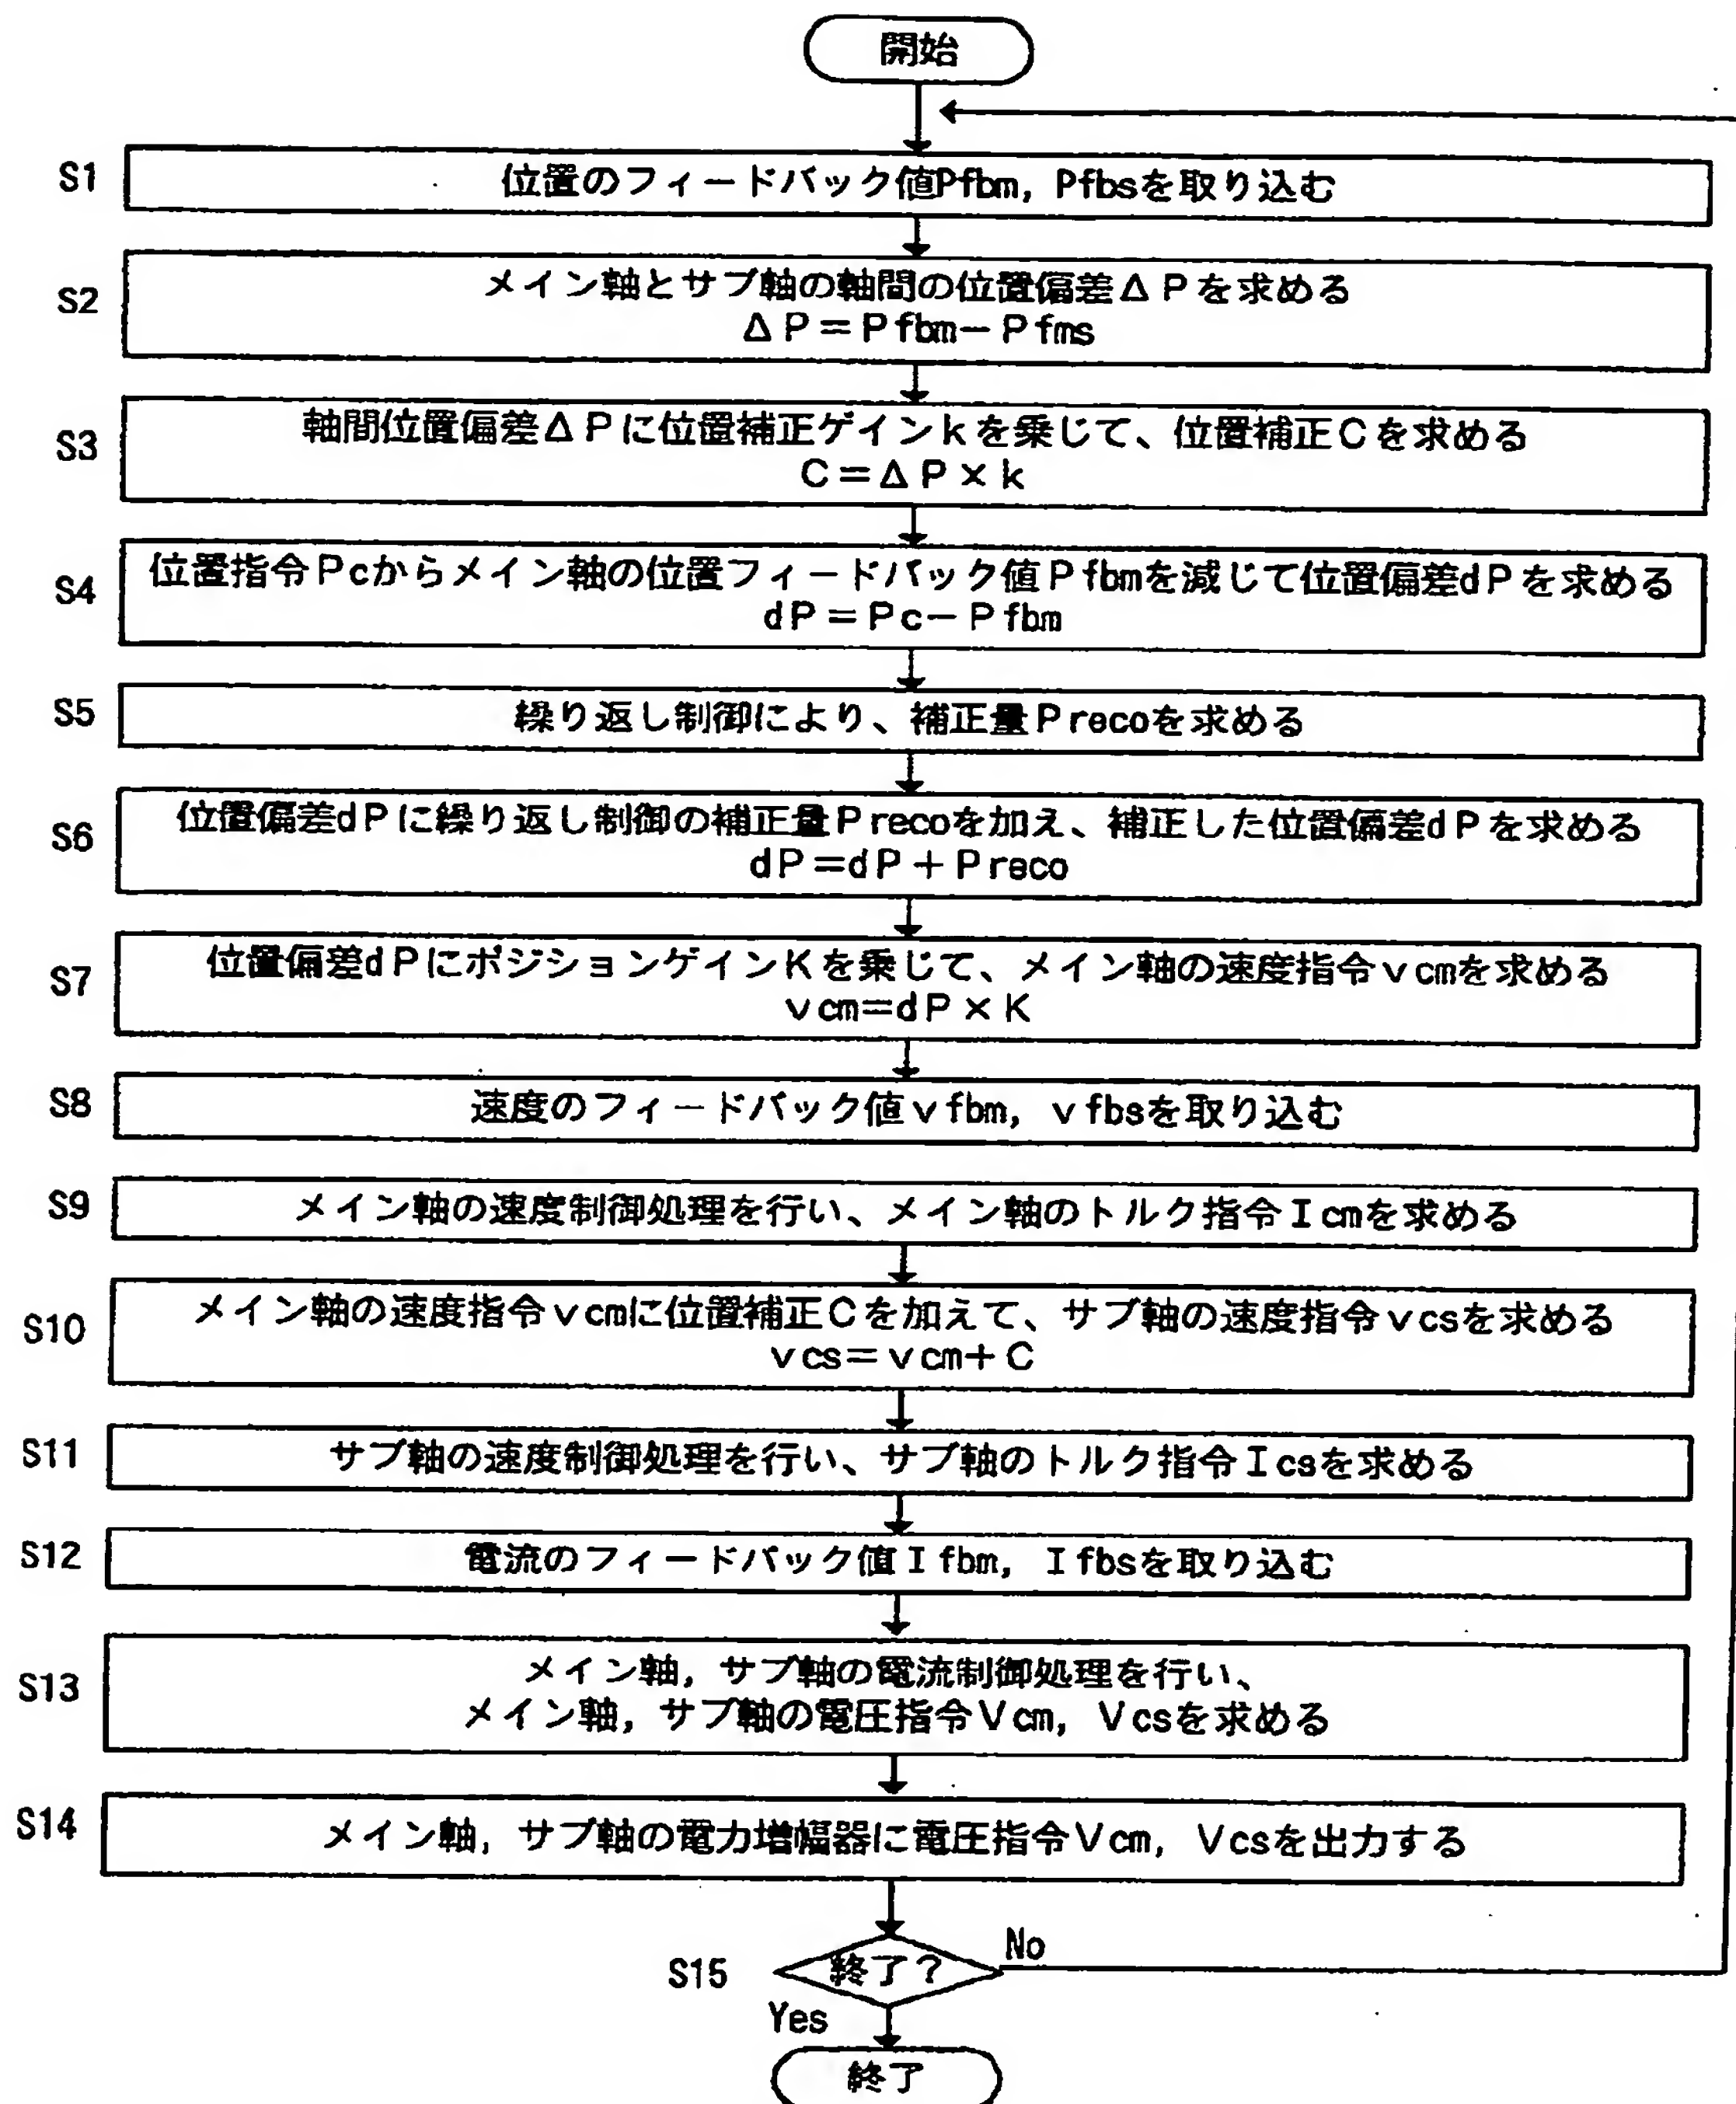 開始
S1
位置のフィードバック値Pfbm, Pfbsを取り込む
S2
メイン軸とサブ軸の軸間の位置偏差ΔPを求める
ΔP=Pfbm-Pfms
S3
軸間位置偏差ΔPに位置補正ゲインkを乗じて、位置補正Cを求める
C=ΔP×k
S4
位置指令Pcからメイン軸の位置フィードバック値Pfbmを減じて位置偏差dPを求める
dP=Pc-Pfbm
S5
繰り返し制御により、補正量Precoを求める
S6
位置偏差dPに繰り返し制御の補正量Precoを加え、補正した位置偏差dPを求める
dP=dP+Preco
S7
位置偏差dPにポジションゲインKを乗じて、メイン軸の速度指令vcmを求める
vcm=dP×K
S8
速度のフィードバック値vfbm, vfbsを取り込む
S9
メイン軸の速度制御処理を行い、メイン軸のトルク指令Icmを求める
S10
メイン軸の速度指令vcmに位置補正Cを加えて、サブ軸の速度指令vcsを求める
vcs=vcm+C
S11
サブ軸の速度制御処理を行い、サブ軸のトルク指令Icsを求める
S12
電流のフィードバック値Ifbm, Ifbsを取り込む
S13
メイン軸, サブ軸の電流制御処理を行い、
メイン軸, サブ軸の電圧指令Vcm, Vcsを求める
S14
メイン軸, サブ軸の電力増幅器に電圧指令Vcm, Vcsを出力する
S15
終了?
No
Yes
終了